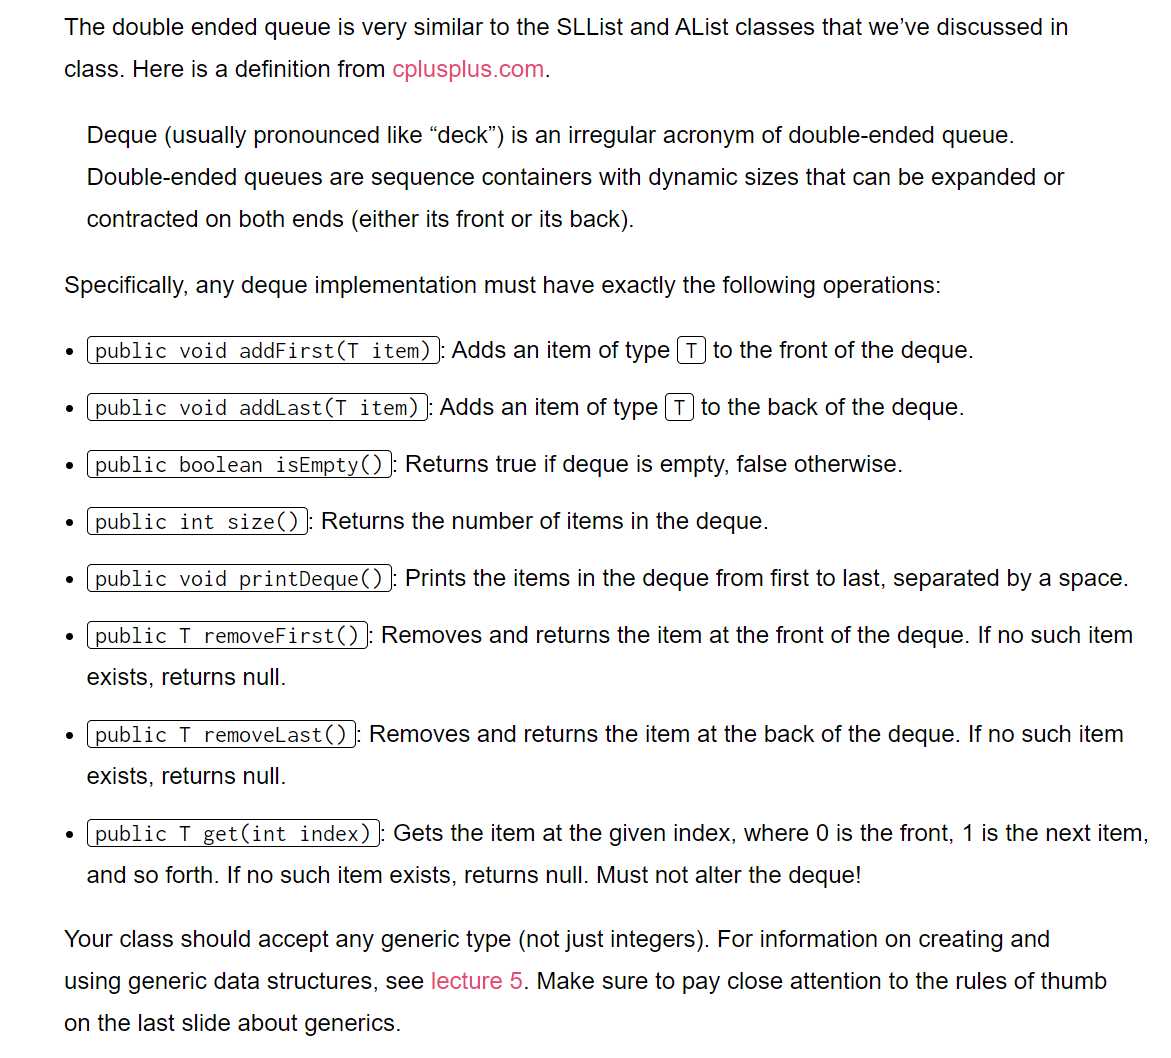 The double ended queue is very similar to the SLList and AList classes that we’ve discussed in
class. Here is a definition from cplusplus.com.
Deque (usually pronounced like “deck”) is an irregular acronym of double-ended queue.
Double-ended queues are sequence containers with dynamic sizes that can be expanded or
contracted on both ends (either its front or its back).
Specifically, any deque implementation must have exactly the following operations:
• public void addFirst(T item): Adds an item of type T to the front of the deque.
• public void addLast(T item): Adds an item of type T to the back of the deque.
• public boolean isEmpty(): Returns true if deque is empty, false otherwise.
• public int size(): Returns the number of items in the deque.
• public void printDeque(): Prints the items in the deque from first to last, separated by a space.
• public T removeFirst(): Removes and returns the item at the front of the deque. If no such item
exists, returns null.
• public T removeLast(): Removes and returns the item at the back of the deque. If no such item
exists, returns null.
• public T get(int index): Gets the item at the given index, where 0 is the front, 1 is the next item,
and so forth. If no such item exists, returns null. Must not alter the deque!
Your class should accept any generic type (not just integers). For information on creating and
using generic data structures, see lecture 5. Make sure to pay close attention to the rules of thumb
on the last slide about generics.